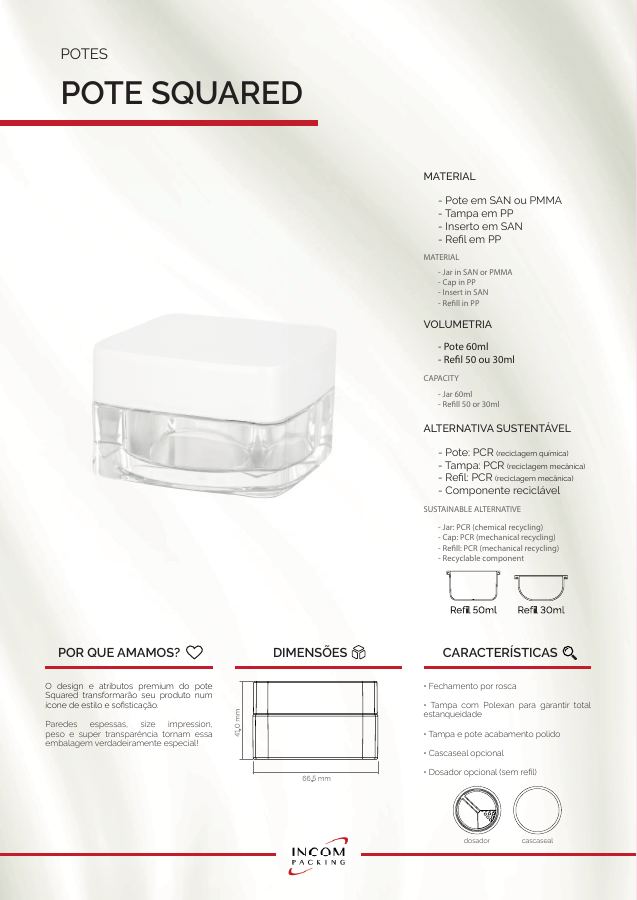 POTES
POTE SQUARED
MATERIAL
- Pote em SAN ou PMMA
- Tampa em PP
- Inserto em SAN
- Refil em PP
MATERIAL
- Jar in SAN or PMMA
- Cap in PP
- Insert in SAN
- Refill in PP
VOLUMETRIA
- Pote 60ml
- Refil 50 ou 30ml
CAPACITY
- Jar 60ml
- Refill 50 or 30ml
ALTERNATIVA SUSTENTÁVEL
- Pote: PCR (reciclagem química)
- Tampa: PCR (reciclagem mecânica)
- Refil: PCR (reciclagem mecânica)
- Componente reciclável
SUSTAINABLE ALTERNATIVE
- Jar: PCR (chemical recycling)
- Cap: PCR (mechanical recycling)
- Refill: PCR (mechanical recycling)
- Recyclable component
Refil 50ml Refil 30ml
POR QUE AMAMOS?
O design e atributos premium do pote
Squared transformarão seu produto num
ícone de estilo e sofisticação.
Paredes espessas, size impression,
peso e super transparência tornam essa
embalagem verdadeiramente especial!
DIMENSÕES
41,0 mm
66,5 mm
CARACTERÍSTICAS
• Fechamento por rosca
• Tampa com Polexan para garantir total
estanqueidade
• Tampa e pote acabamento polido
• Cascaseal opcional
• Dosador opcional (sem refil)
dosador cascaseal
INCOM
PACKING